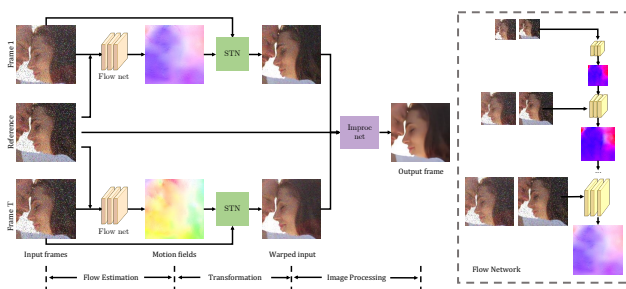 Frame 1
Flow net
STN
Reference
Improc
net
Output frame
Frame T
Flow net
STN
Input frames
Motion fields
Warped input
Flow Estimation
Transformation
Image Processing
...
Flow Network